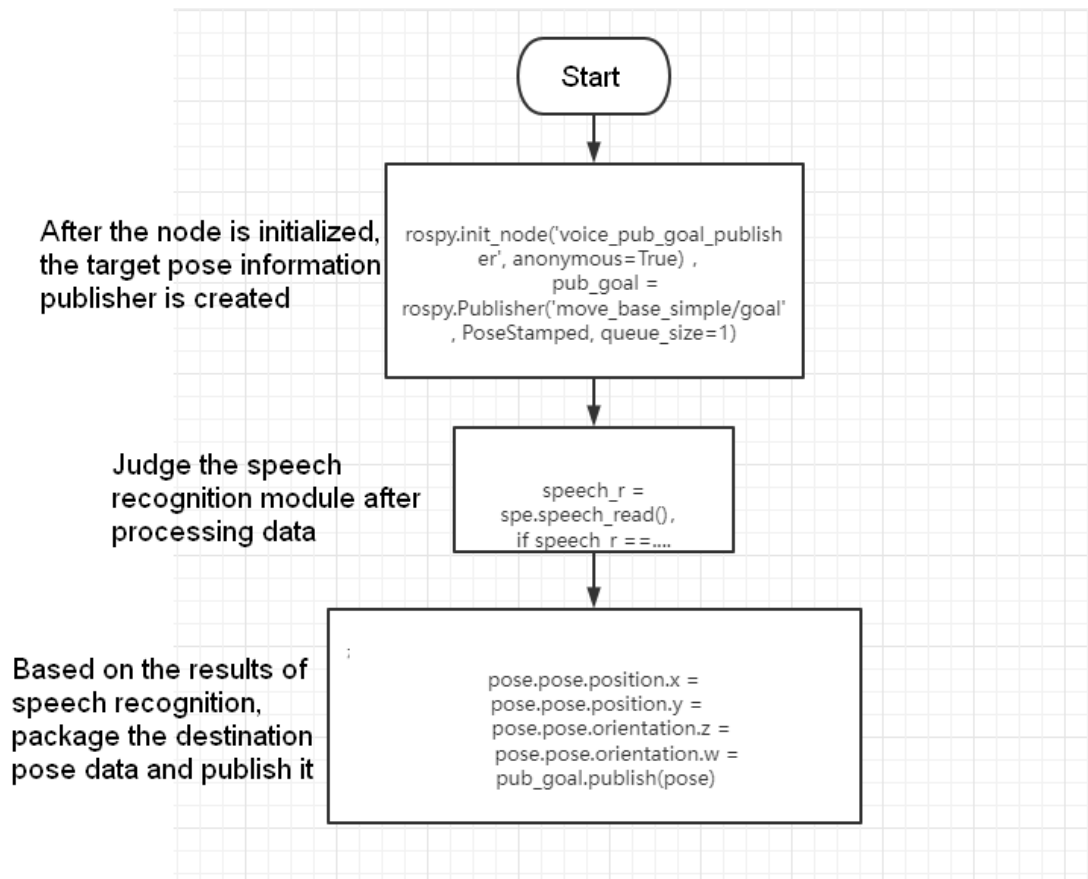 Start
After the node is initialized,
the target pose information
publisher is created
rospy.init_node('voice_pub_goal_publish
er', anonymous=True) ,
pub_goal =
rospy.Publisher('move_base_simple/goal'
, PoseStamped, queue_size=1)
Judge the speech
recognition module after
processing data
speech_r =
spe.speech_read(),
if speech_r ==....
Based on the results of
speech recognition,
package the destination
pose data and publish it
;
pose.pose.position.x =
pose.pose.position.y =
pose.pose.orientation.z =
pose.pose.orientation.w =
pub_goal.publish(pose)